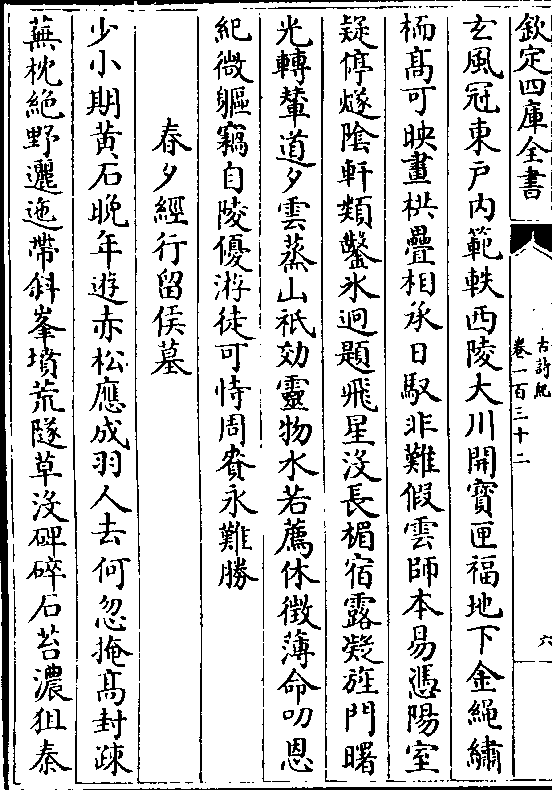 欽定四庫全書
古詩紀
卷一百三十二
六
玄風冠東戶内範軼西陵大川開寶匣福地下金繩繡
栭髙可映畫栱疊相承日馭非難假雲師本易憑陽室
疑停燧陰軒類鑿氷逈題飛星没長楣宿露凝旌門曙
光轉輦道夕雲蒸山祇効靈物水若薦休徴薄命叨恩
紀微軀竊自陵優游徒可恃周賚永難勝
春夕經行留侯墓
少小期黄石晚年遊赤松應成羽人去何忽掩髙封疎
蕪枕絶野邐迤帶斜峯墳荒隧草没碑碎石苔濃狙秦